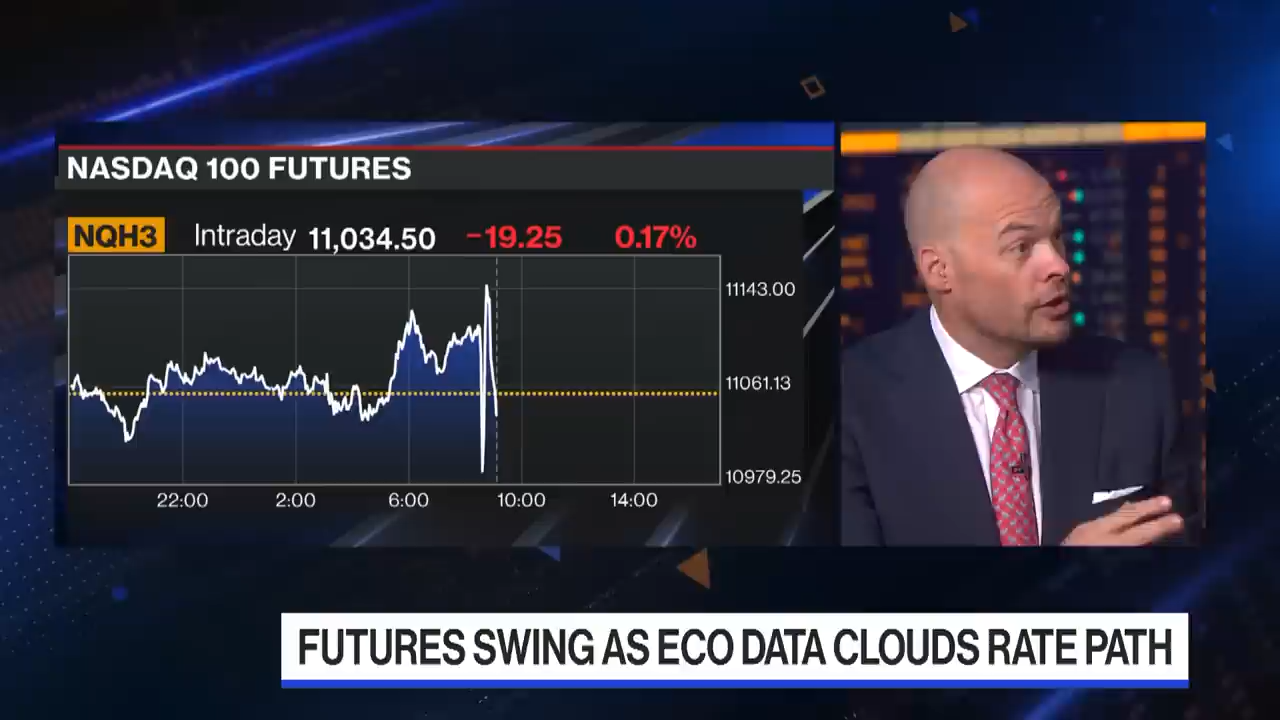 NASDAQ 100 FUTURES
NQH3 Intraday 11,034.50 -19.25 0.17%
11143.00
11061.13
10979.25
22:00 2:00 6:00 10:00 14:00
FUTURES SWING AS ECO DATA CLOUDS RATE PATH